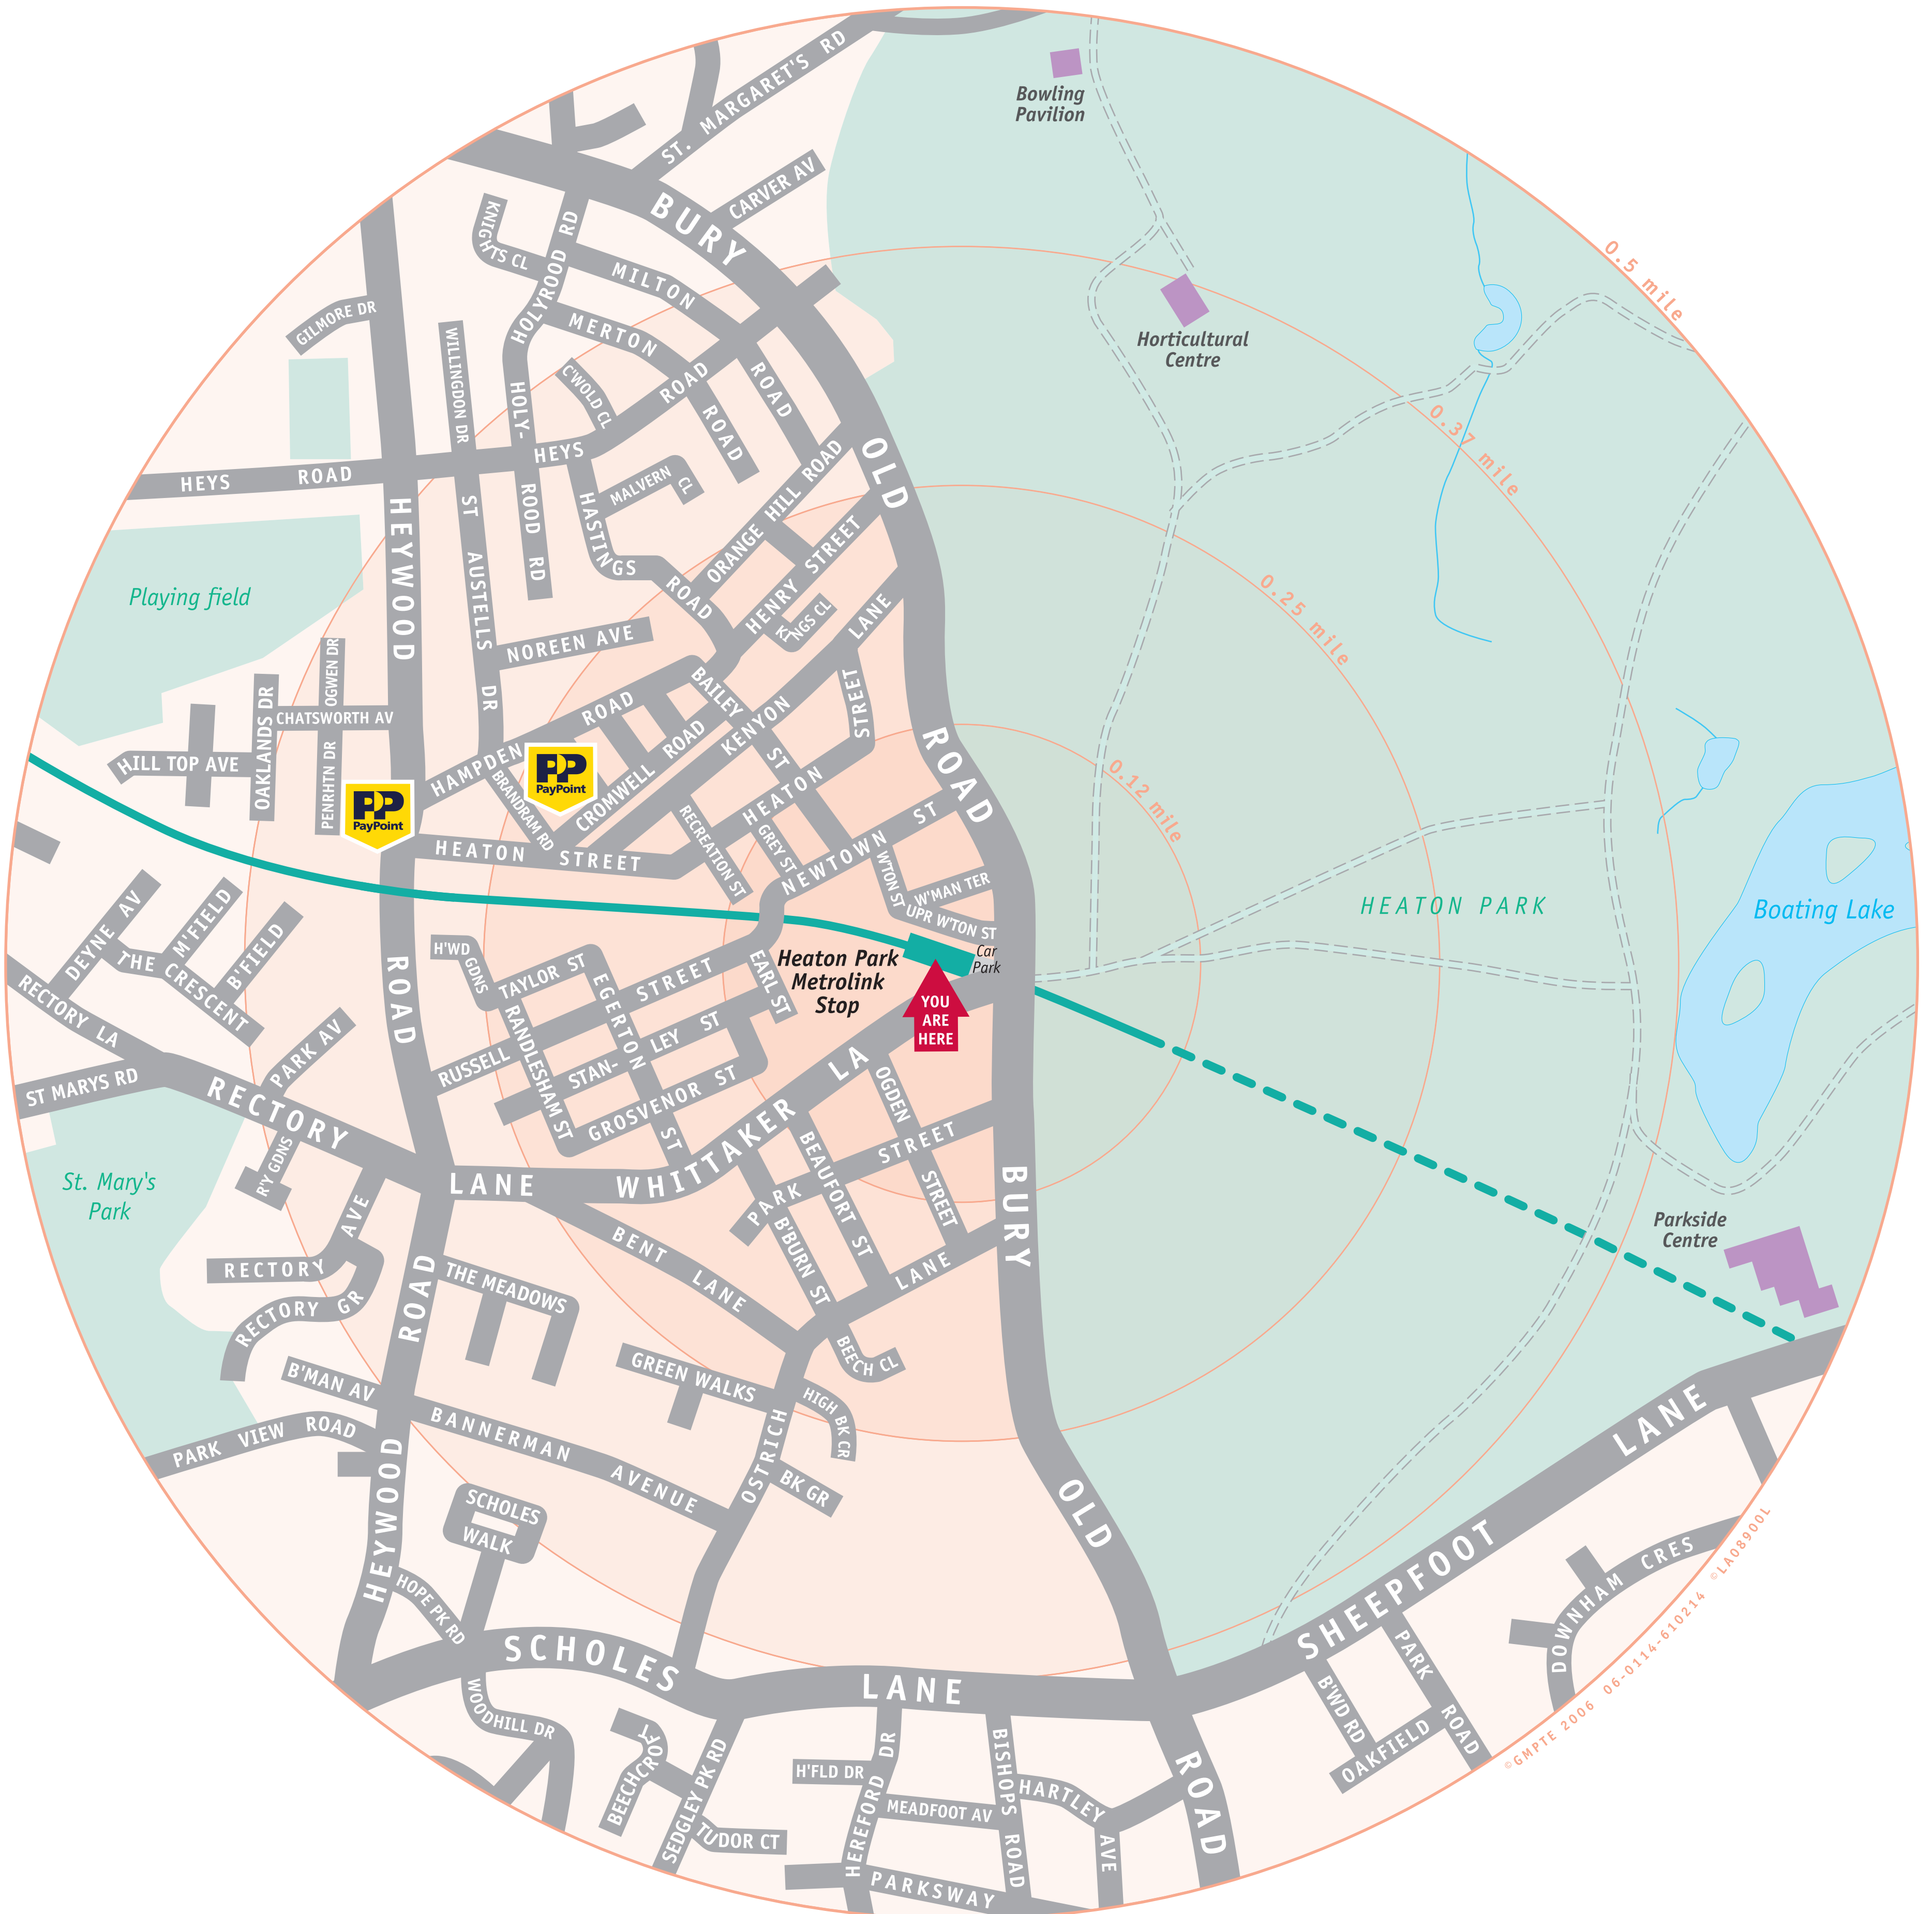 ST. MARGARET'S RD
Bowling
Pavilion
CARVER AV
BURY
KNIGHTS CL
HOLYROOD RD
MILTON
MERTON
ROAD
ROAD
ROAD
0.5 mile
GILMORE DR
WILLINGDON DR
HOLY-
ROOD RD
C'WOLD CL
Horticultural
Centre
0.37 mile
HEYS ROAD
HEYS
MALVERN CL
HASTINGS ROAD
ORANGE HILL ROAD
OLD
HEYWOOD
ST AUSTELLS DR
HENRY STREET
KINGS CL
NOREEN AVE
LANE
0.25 mile
Playing field
OGWEN DR
OAKLANDS DR
CHATSWORTH AV
HILL TOP AVE
PENRHTN DR
HAMPDEN ROAD
BAILEY ST
KENYON
STREET
ROAD
PP
PayPoint
PP
PayPoint
BRANDRAM RD
CROMWELL ROAD
HEATON
0.12 mile
HEATON STREET
RECREATION ST
GREY ST
NEWTOWN ST
W'TON ST
W'MAN TER
UPR W'TON ST
HEATON PARK
Boating Lake
DEYNE AV
M'FIELD
B'FIELD
THE CRESCENT
RECTORY LA
ROAD
H'WD GDNS
TAYLOR ST
EGERTON ST
STREET
EARL ST
Heaton Park
Metrolink
Stop
Car
Park
YOU
ARE
HERE
RUSSELL
RANDLESHAM ST
STAN-
LEY ST
GROSVENOR ST
ST MARYS RD
PARK AV
RECTORY
LANE
R'Y GDNS
WHITTAKER LA
OGDEN STREET
BEAUFORT ST
PARK STREET
B'BURN ST
BURY
St. Mary's
Park
AVE
RECTORY
RECTORY GR
ROAD
THE MEADOWS
BENT LANE
LANE
BEECH CL
Parkside
Centre
B'MAN AV
BANNERMAN AVENUE
GREEN WALKS
HIGH BK CR
OSTRICH
BK GR
PARK VIEW ROAD
HEYWOOD
SCHOLES
WALK
HOPE PK RD
OLD
SHEEPFOOT LANE
DOWNHAM CRES
SCHOLES LANE
WOODHILL DR
BEECHCROFT
SEDGLEY PK RD
TUDOR CT
H'FLD DR
HEREFORD DR
MEADFOOT AV
BISHOPS ROAD
HARTLEY AVE
PARKSWAY
ROAD
B'WD RD
PARK ROAD
OAKFIELD
©GMPTE 2006 06-0114-610214 ©LA08900L